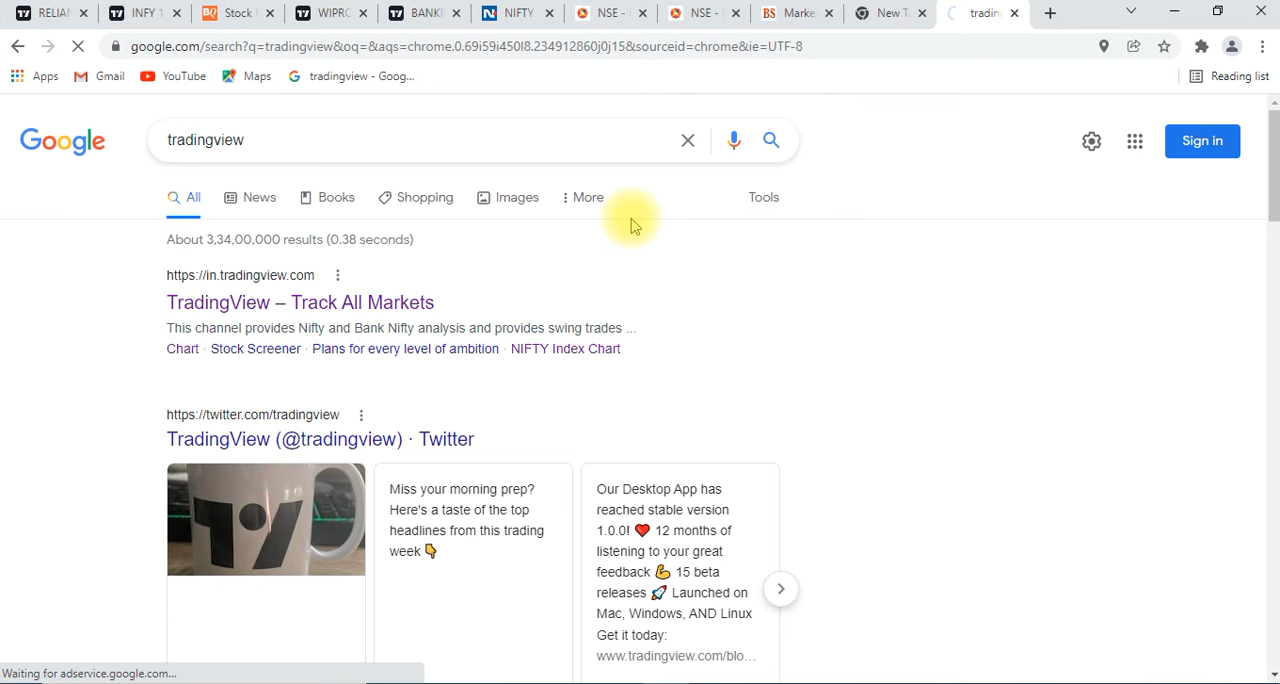 RELIAN INFY 1 Stock WIPRO BANK NIFTY NSE - NSE - Marke New T tradin
google.com/search?q=tradingview&oq=&aqs=chrome.0.69i59i450l8.234912860j0j15&sourceid=chrome&ie=UTF-8
Apps Gmail YouTube Maps tradingview - Goog... Reading list
Google tradingview Sign in
All News Books Shopping Images More Tools
About 3,34,00,000 results (0.38 seconds)
https://in.tradingview.com
TradingView – Track All Markets
This channel provides Nifty and Bank Nifty analysis and provides swing trades ...
Chart · Stock Screener · Plans for every level of ambition · NIFTY Index Chart
https://twitter.com/tradingview
TradingView (@tradingview) · Twitter
Miss your morning prep?
Here's a taste of the top
headlines from this trading
week 👇
Our Desktop App has
reached stable version
1.0.0! ❤️ 12 months of
listening to your great
feedback 💪 15 beta
releases 🚀 Launched on
Mac, Windows, AND Linux
Get it today:
www.tradingview.com/blo...
Waiting for adservice.google.com...